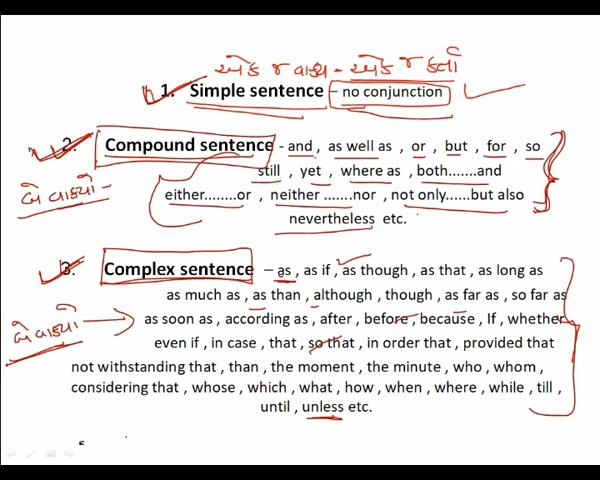 એક જ વાક્ય - એક જ કર્તા
1. Simple sentence – no conjunction
2. Compound sentence - and , as well as , or , but , for , so
still , yet , where as , both.......and
બે વાક્યો -
either........or , neither .......nor , not only......but also
nevertheless etc.
3. Complex sentence – as , as if , as though , as that , as long as
as much as , as than , although , though , as far as , so far as
બે વાક્યો
as soon as , according as , after , before , because , If , whether
even if , in case , that , so that , in order that , provided that
not withstanding that , than , the moment , the minute , who , whom ,
considering that , whose , which , what , how , when , where , while , till ,
until , unless etc.